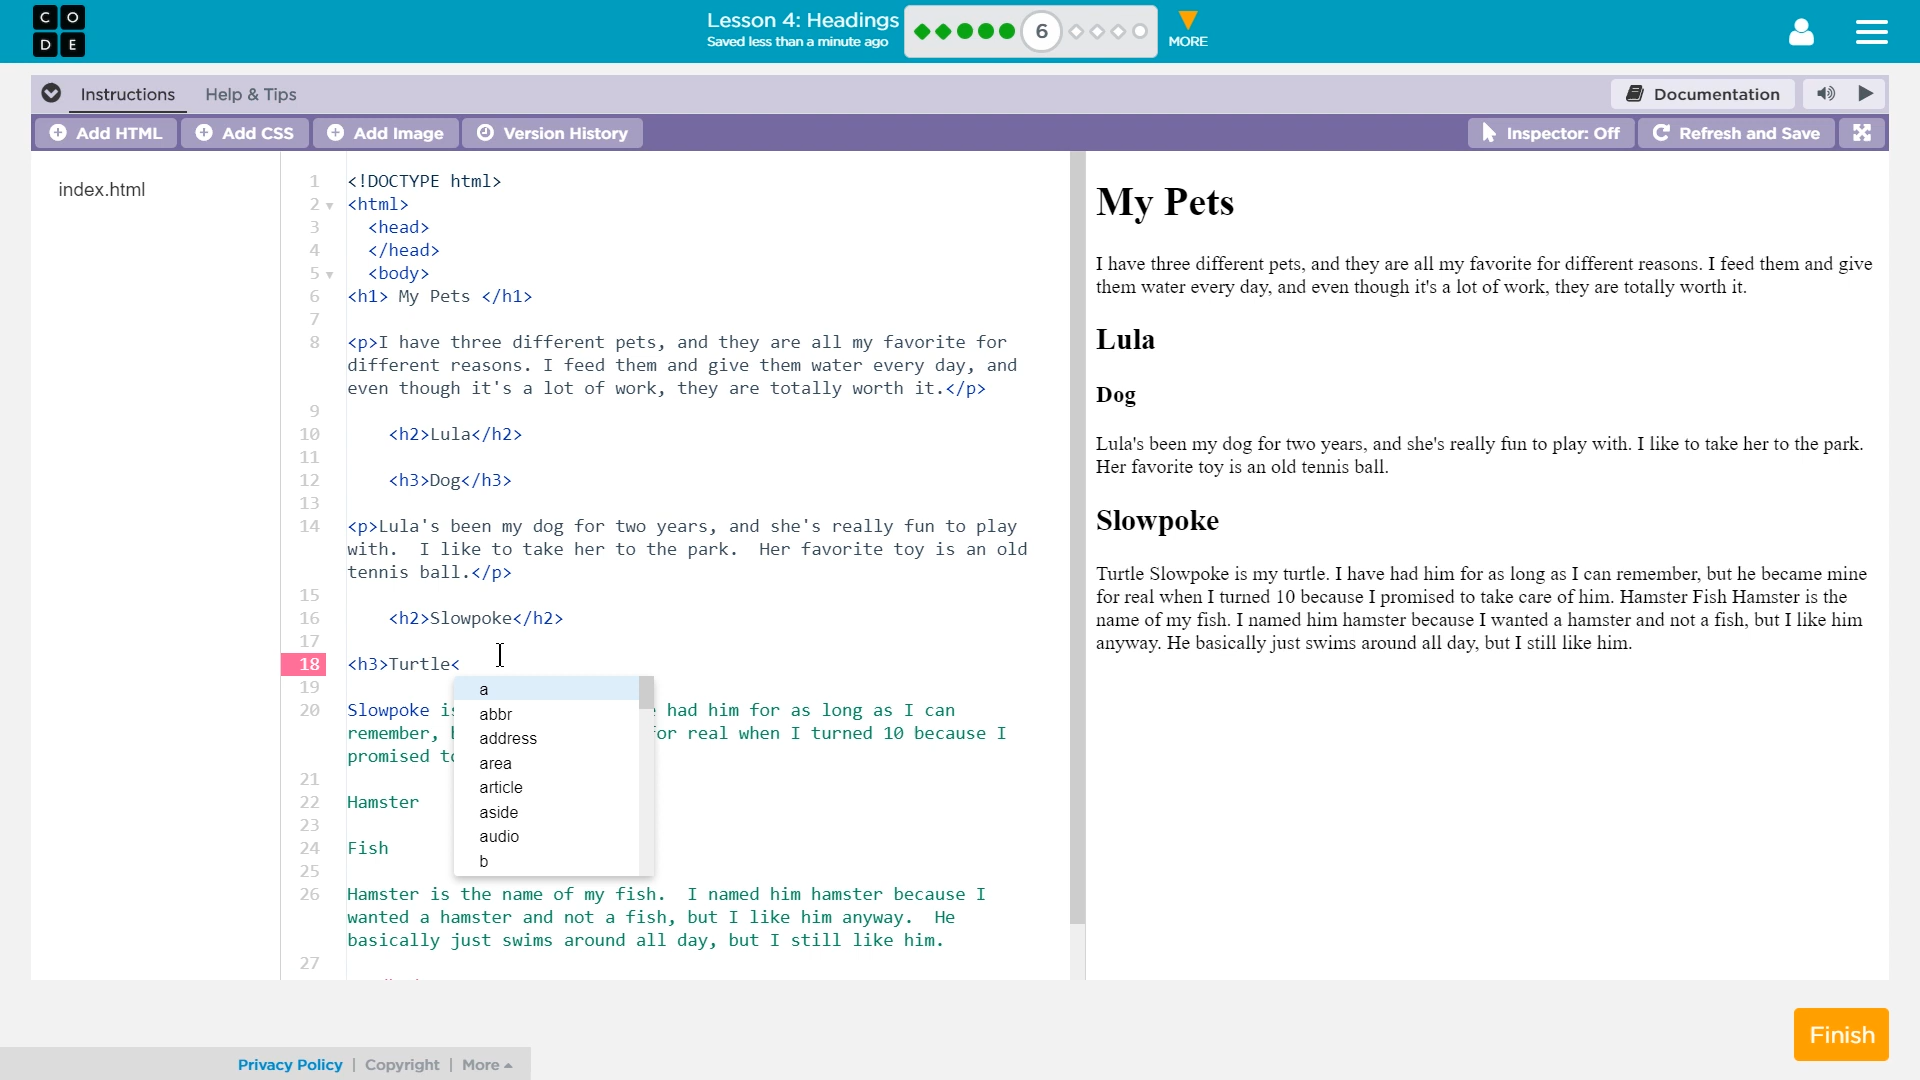 CO
DE
Lesson 4: Headings
Saved less than a minute ago
6
MORE
Instructions
Help & Tips
Documentation
Add HTML
Add CSS
Add Image
Version History
Inspector: Off
Refresh and Save
index.html
1 <!DOCTYPE html>
2 <html>
3 <head>
4 </head>
5 <body>
6 <h1> My Pets </h1>
7
8 <p>I have three different pets, and they are all my favorite for
different reasons. I feed them and give them water every day, and
even though it's a lot of work, they are totally worth it.</p>
9
10 <h2>Lula</h2>
11
12 <h3>Dog</h3>
13
14 <p>Lula's been my dog for two years, and she's really fun to play
with.  I like to take her to the park.  Her favorite toy is an old
tennis ball.</p>
15
16 <h2>Slowpoke</h2>
17
18 <h3>Turtle<
19
20 Slowpoke had him for as long as I can
remember, for real when I turned 10 because I
promised
21
22 Hamster
23
24 Fish
25
26 Hamster is the name of my fish.  I named him hamster because I
wanted a hamster and not a fish, but I like him anyway.  He
basically just swims around all day, but I still like him.
27
a
abbr
address
area
article
aside
audio
b
My Pets
I have three different pets, and they are all my favorite for different reasons. I feed them and give
them water every day, and even though it's a lot of work, they are totally worth it.
Lula
Dog
Lula's been my dog for two years, and she's really fun to play with. I like to take her to the park.
Her favorite toy is an old tennis ball.
Slowpoke
Turtle Slowpoke is my turtle. I have had him for as long as I can remember, but he became mine
for real when I turned 10 because I promised to take care of him. Hamster Fish Hamster is the
name of my fish. I named him hamster because I wanted a hamster and not a fish, but I like him
anyway. He basically just swims around all day, but I still like him.
Finish
Privacy Policy | Copyright | More